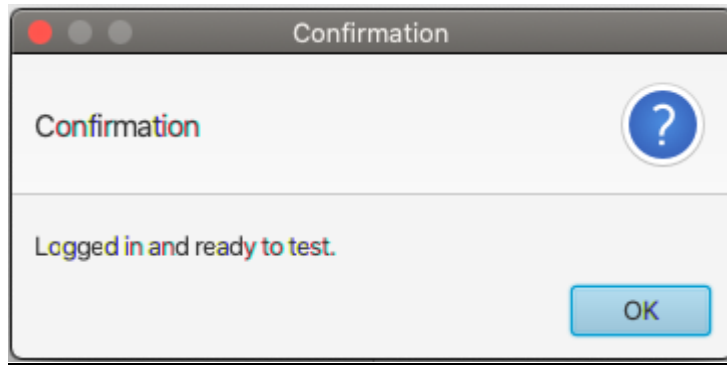 Confirmation
Confirmation
?
Logged in and ready to test.
OK